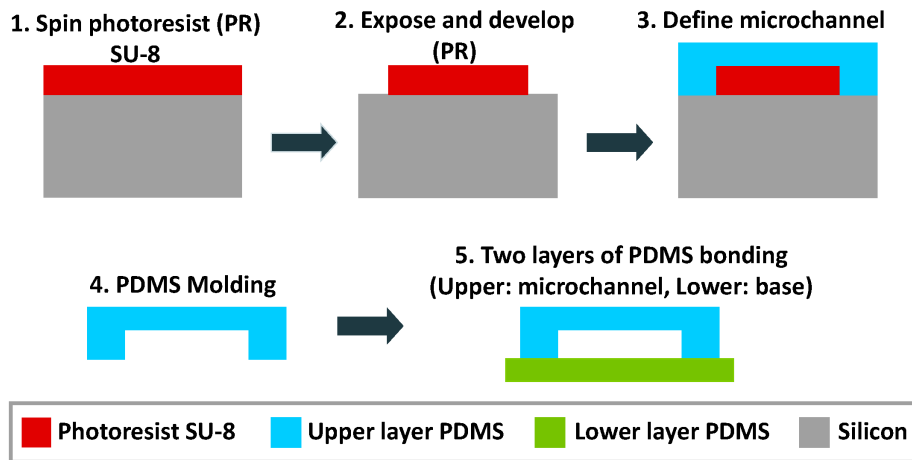 1. Spin photoresist (PR)
SU-8
2. Expose and develop
(PR)
3. Define microchannel
4. PDMS Molding
5. Two layers of PDMS bonding
(Upper: microchannel, Lower: base)
Photoresist SU-8
Upper layer PDMS
Lower layer PDMS
Silicon